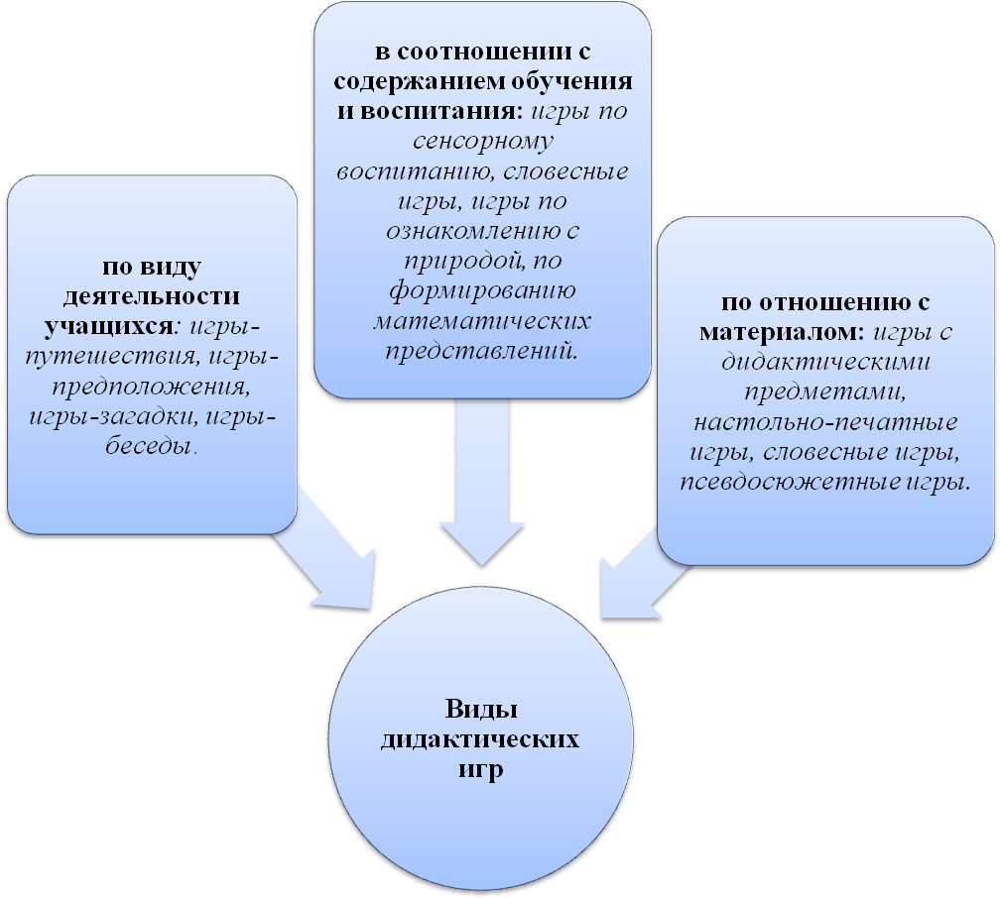 по виду
деятельности
учащихся: игры-
путешествия, игры-
предположения,
игры-загадки, игры-
беседы.
в соотношении с
содержанием обучения
и воспитания: игры по
сенсорному
воспитанию, словесные
игры, игры по
ознакомлению с
природой, по
формированию
математических
представлений.
по отношению с
материалом: игры с
дидактическими
предметами,
настольно-печатные
игры, словесные игры,
псевдосюжетные игры.
Виды
дидактических
игр